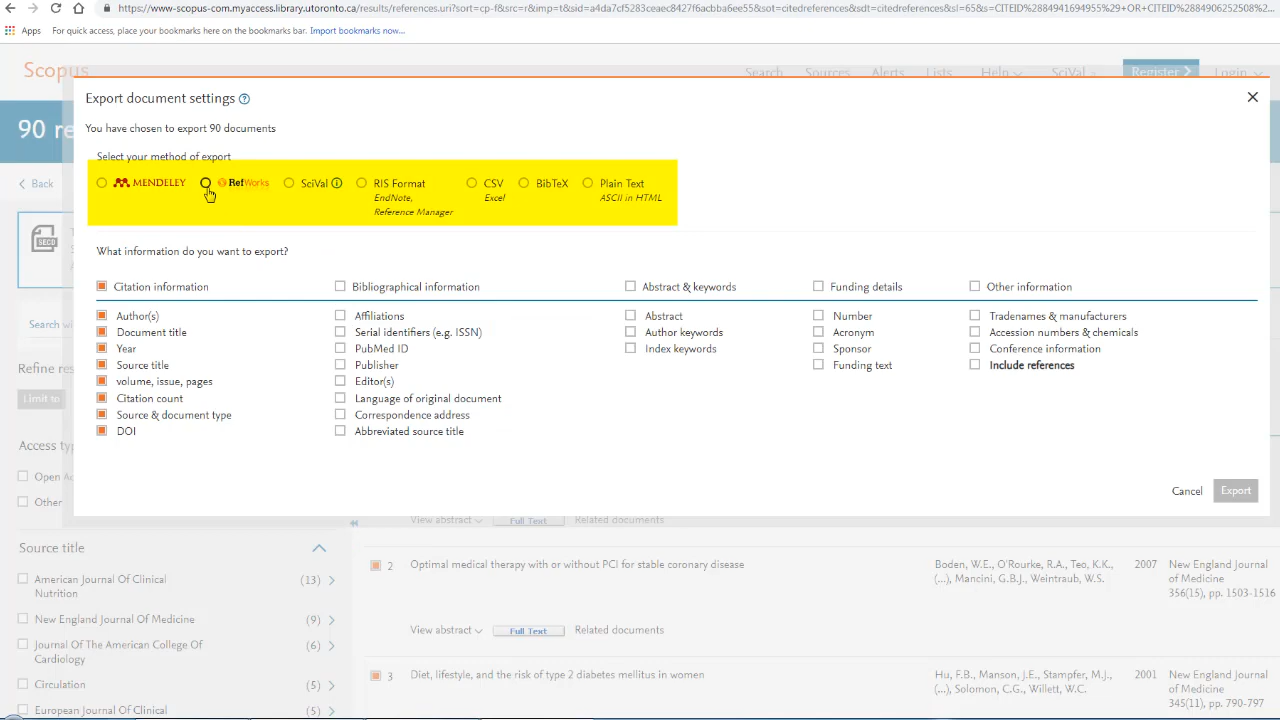 https://www-scopus-com.myaccess.library.utoronto.ca/results/references.uri?sort=cp-f&src=r&imp=t&sid=a4da7cf5283ceaec8427f6acbba6ee55&sot=citedreferences&sdt=citedreferences&sl=65&s=CITEID%2884941694955%29+OR+CITEID%2884906252508%2...
Apps For quick access, place your bookmarks here on the bookmarks bar. Import bookmarks now...
Scopus
Search Sources Alerts Lists Help SciVal Register Login
Export document settings ?
90 re
You have chosen to export 90 documents
Select your method of export
Back
MENDELEY RefWorks SciVal RIS Format CSV BibTeX Plain Text
EndNote, Excel ASCII in HTML
Reference Manager
What information do you want to export?
Citation information Bibliographical information Abstract & keywords Funding details Other information
Author(s) Affiliations Abstract Number Tradenames & manufacturers
Search wi
Document title Serial identifiers (e.g. ISSN) Author keywords Acronym Accession numbers & chemicals
Year PubMed ID Index keywords Sponsor Conference information
Refine res
Source title Publisher Funding text Include references
volume, issue, pages Editor(s)
Limit to
Citation count Language of original document
Source & document type Correspondence address
DOI Abbreviated source title
Access typ
Open Ac
Other
Cancel Export
View abstract Full Text Related documents
Source title
2 Optimal medical therapy with or without PCI for stable coronary disease Boden, W.E., O'Rourke, R.A., Teo, K.K., 2007 New England Journal
(...), Mancini, G.B.J., Weintraub, W.S. of Medicine
356(15), pp. 1503-1516
American Journal Of Clinical (13)
Nutrition
New England Journal Of Medicine (9)
View abstract Full Text Related documents
Journal Of The American College Of (6)
Cardiology
3 Diet, lifestyle, and the risk of type 2 diabetes mellitus in women Hu, F.B., Manson, J.E., Stampfer, M.J., 2001 New England Journal
Circulation (5)
(...), Solomon, C.G., Willett, W.C. of Medicine
345(11), pp. 790-797
European Journal Of Clinical (5)